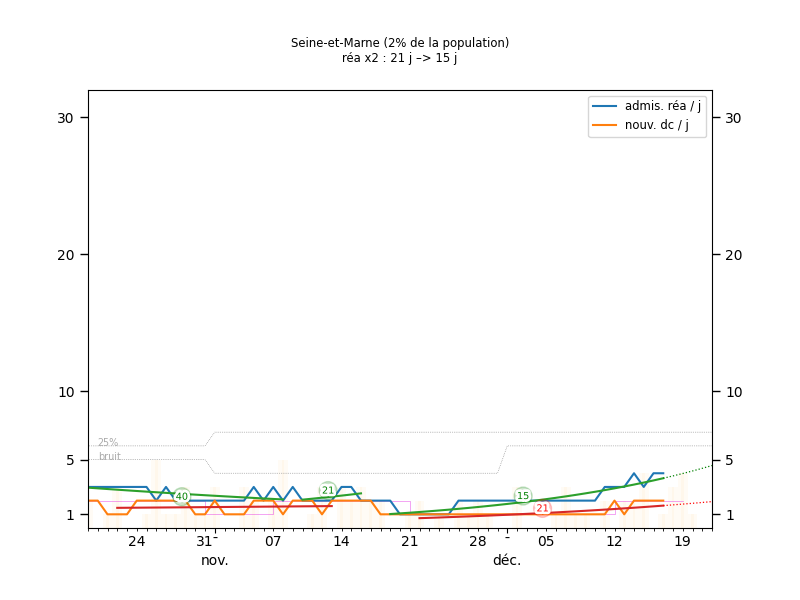 Seine-et-Marne (2% de la population)
réa x2 : 21 j –> 15 j
admis. réa / j
nouv. dc / j
30 30
20 20
10 10
25%
5 bruit 5
40 21 15 21
1 1
24 31 - 07 14 21 28 - 05 12 19
nov. déc.